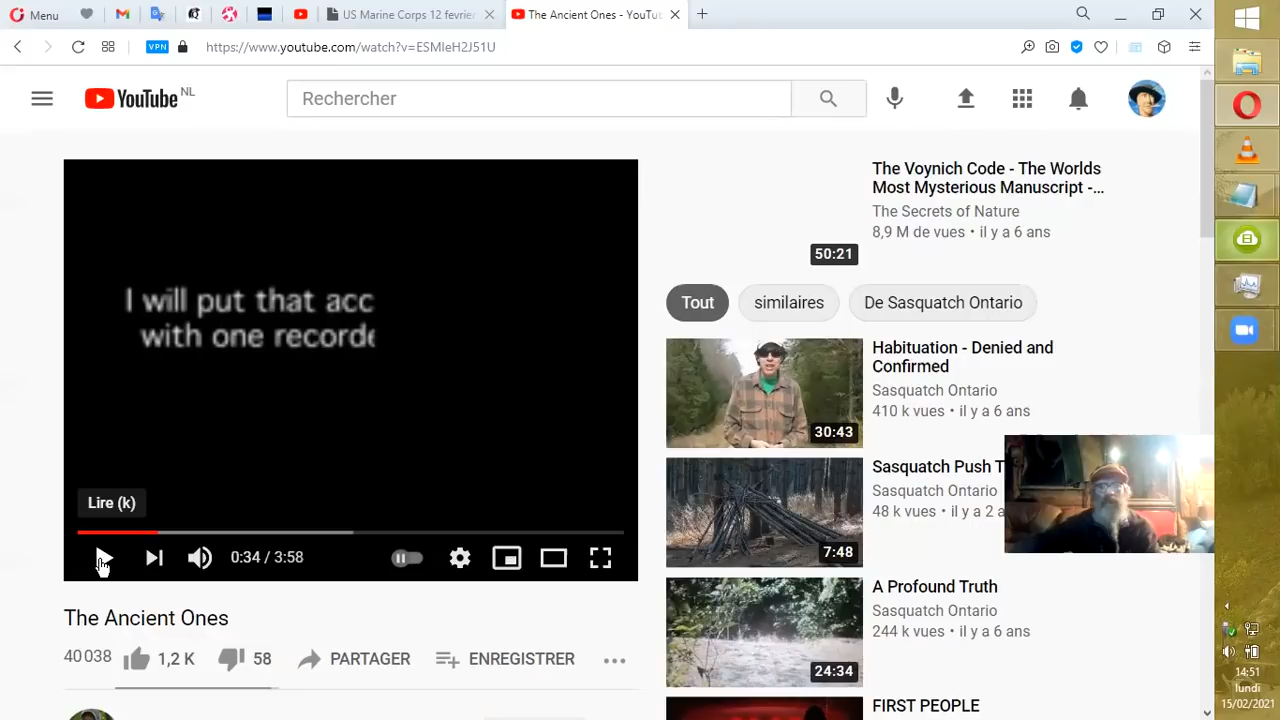 Menu
US Marine Corps 12 fevrie
The Ancient Ones - YouTu
VPN
https://www.youtube.com/watch?v=ESMleH2J51U
YouTube NL
Rechercher
I will put that acc
with one recorde
Lire (k)
0:34 / 3:58
The Ancient Ones
40 038
1,2 K
58
PARTAGER
ENREGISTRER
The Voynich Code - The Worlds
Most Mysterious Manuscript -...
The Secrets of Nature
8,9 M de vues • il y a 6 ans
50:21
Tout
similaires
De Sasquatch Ontario
Habituation - Denied and
Confirmed
Sasquatch Ontario
410 k vues • il y a 6 ans
30:43
Sasquatch Push T
Sasquatch Ontario
48 k vues • il y a 2 a
7:48
A Profound Truth
Sasquatch Ontario
244 k vues • il y a 6 ans
24:34
FIRST PEOPLE
14:51
lundi
15/02/2021